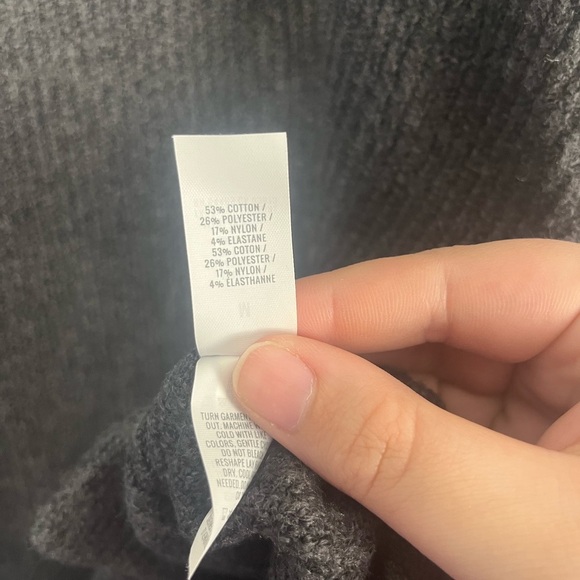 53% COTTON /
26% POLYESTER /
17% NYLON /
4% ELASTANE
53% COTON /
26% POLYESTER /
17% NYLON /
4% ÉLASTHANNE
TURN GARMENT
OUT. MACHINE
COLD WITH LIKE
COLORS, GENTLE
DO NOT BLEACH
RESHAPE
DRY. COOL
NEEDED.